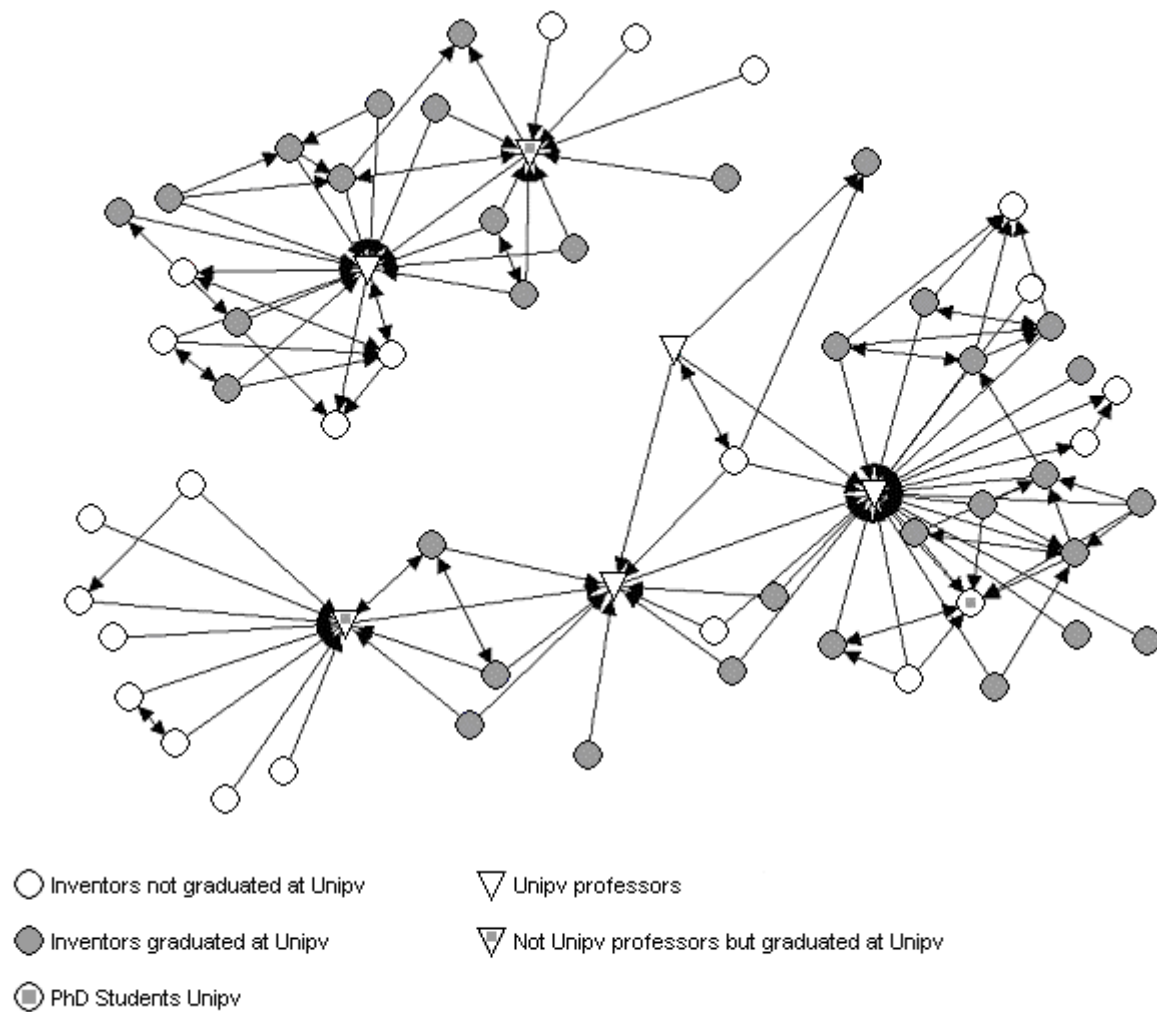 Inventors not graduated at Unipv
Unipv professors
Inventors graduated at Unipv
Not Unipv professors but graduated at Unipv
PhD Students Unipv